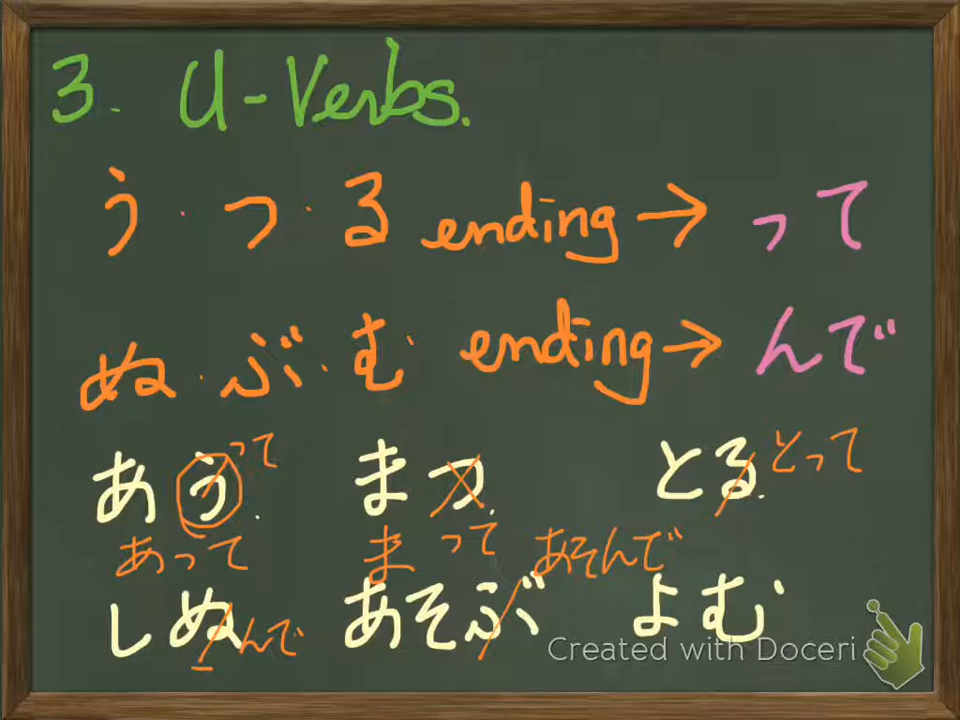 3. U-Verbs.
う・つ・る ending → って
ぬ・ぶ・む ending → んで
あう. って まつ. とる. とって
あって まって あそんで
しぬ んで あそぶ よむ
Created with Doceri